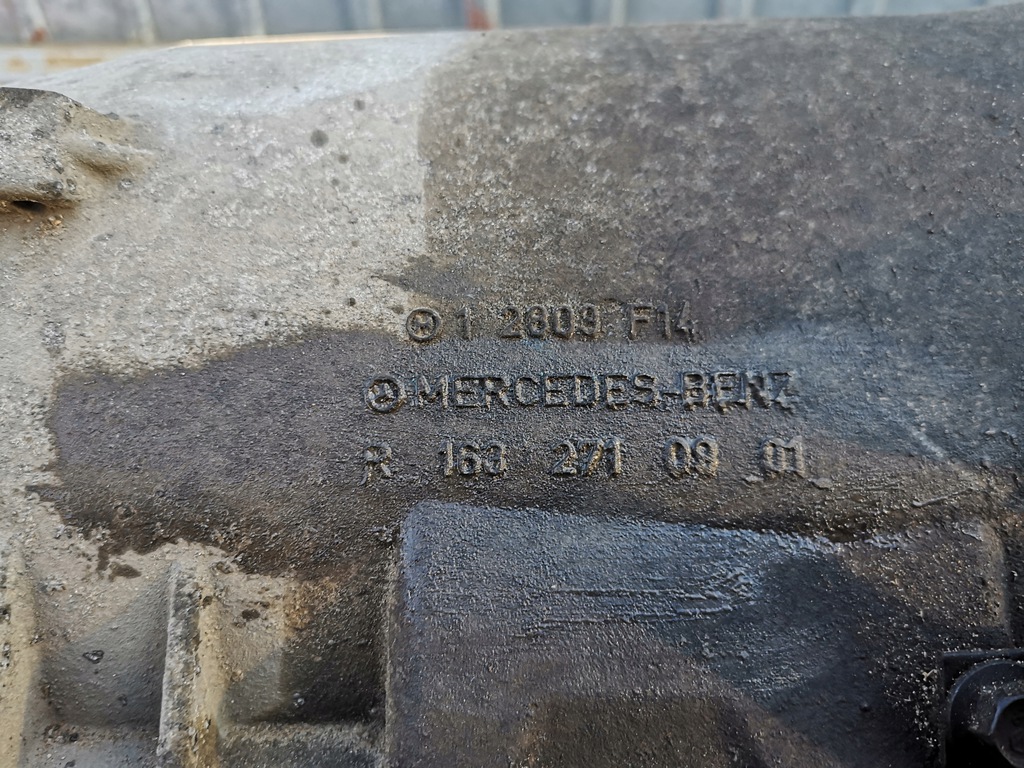 1 2609 F14
MERCEDES-BENZ
R 163 271 09 01